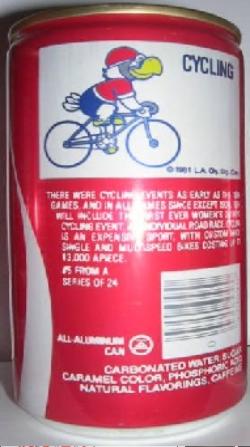 CYCLING
© 1981 L.A. Oly. Org. Com.
THERE WERE CYCLING EVENTS AS EARLY AS THE
GAMES, AND IN ALL GAMES SINCE EXCEPT
WILL INCLUDE THE FIRST EVER WOMEN'S
CYCLING EVENT, AN INDIVIDUAL ROAD RACE. CYCLING
IS AN EXPENSIVE SPORT, WITH CUSTOM MADE
SINGLE AND MULTI-SPEED BIKES COSTING UP TO
$3,000 APIECE.
#5 FROM A
SERIES OF 24
ALL-ALUMINUM
CAN
CARBONATED WATER, SUGAR,
CARAMEL COLOR, PHOSPHORIC ACID,
NATURAL FLAVORINGS, CAFFEINE